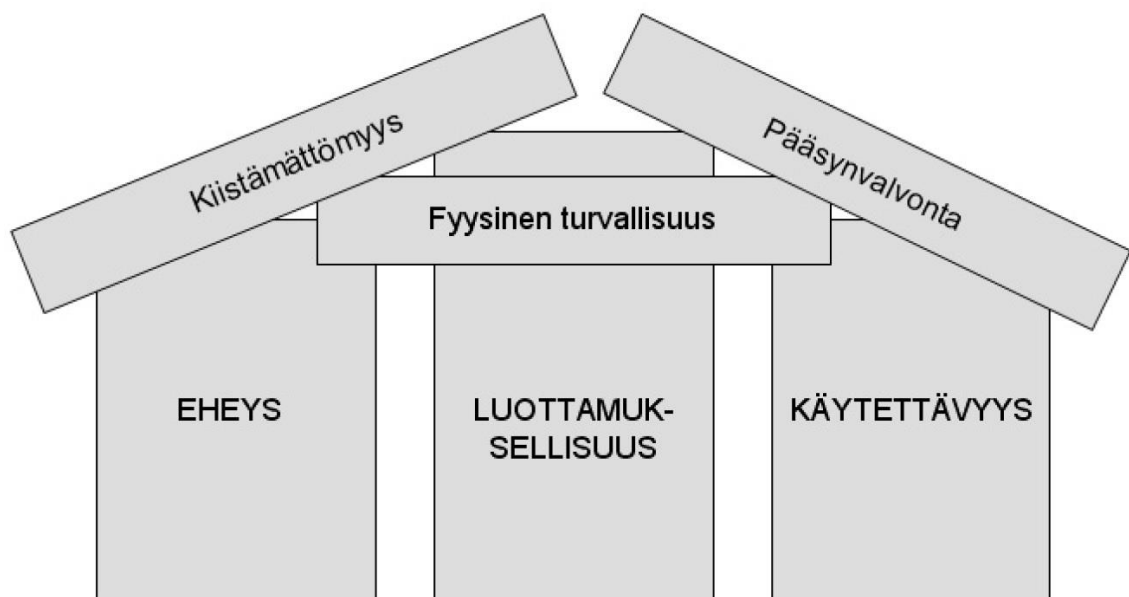 Kiistämättömyys
Pääsynvalvonta
Fyysinen turvallisuus
EHEYS
LUOTTAMUK-
SELLISUUS
KÄYTETTÄVYYS